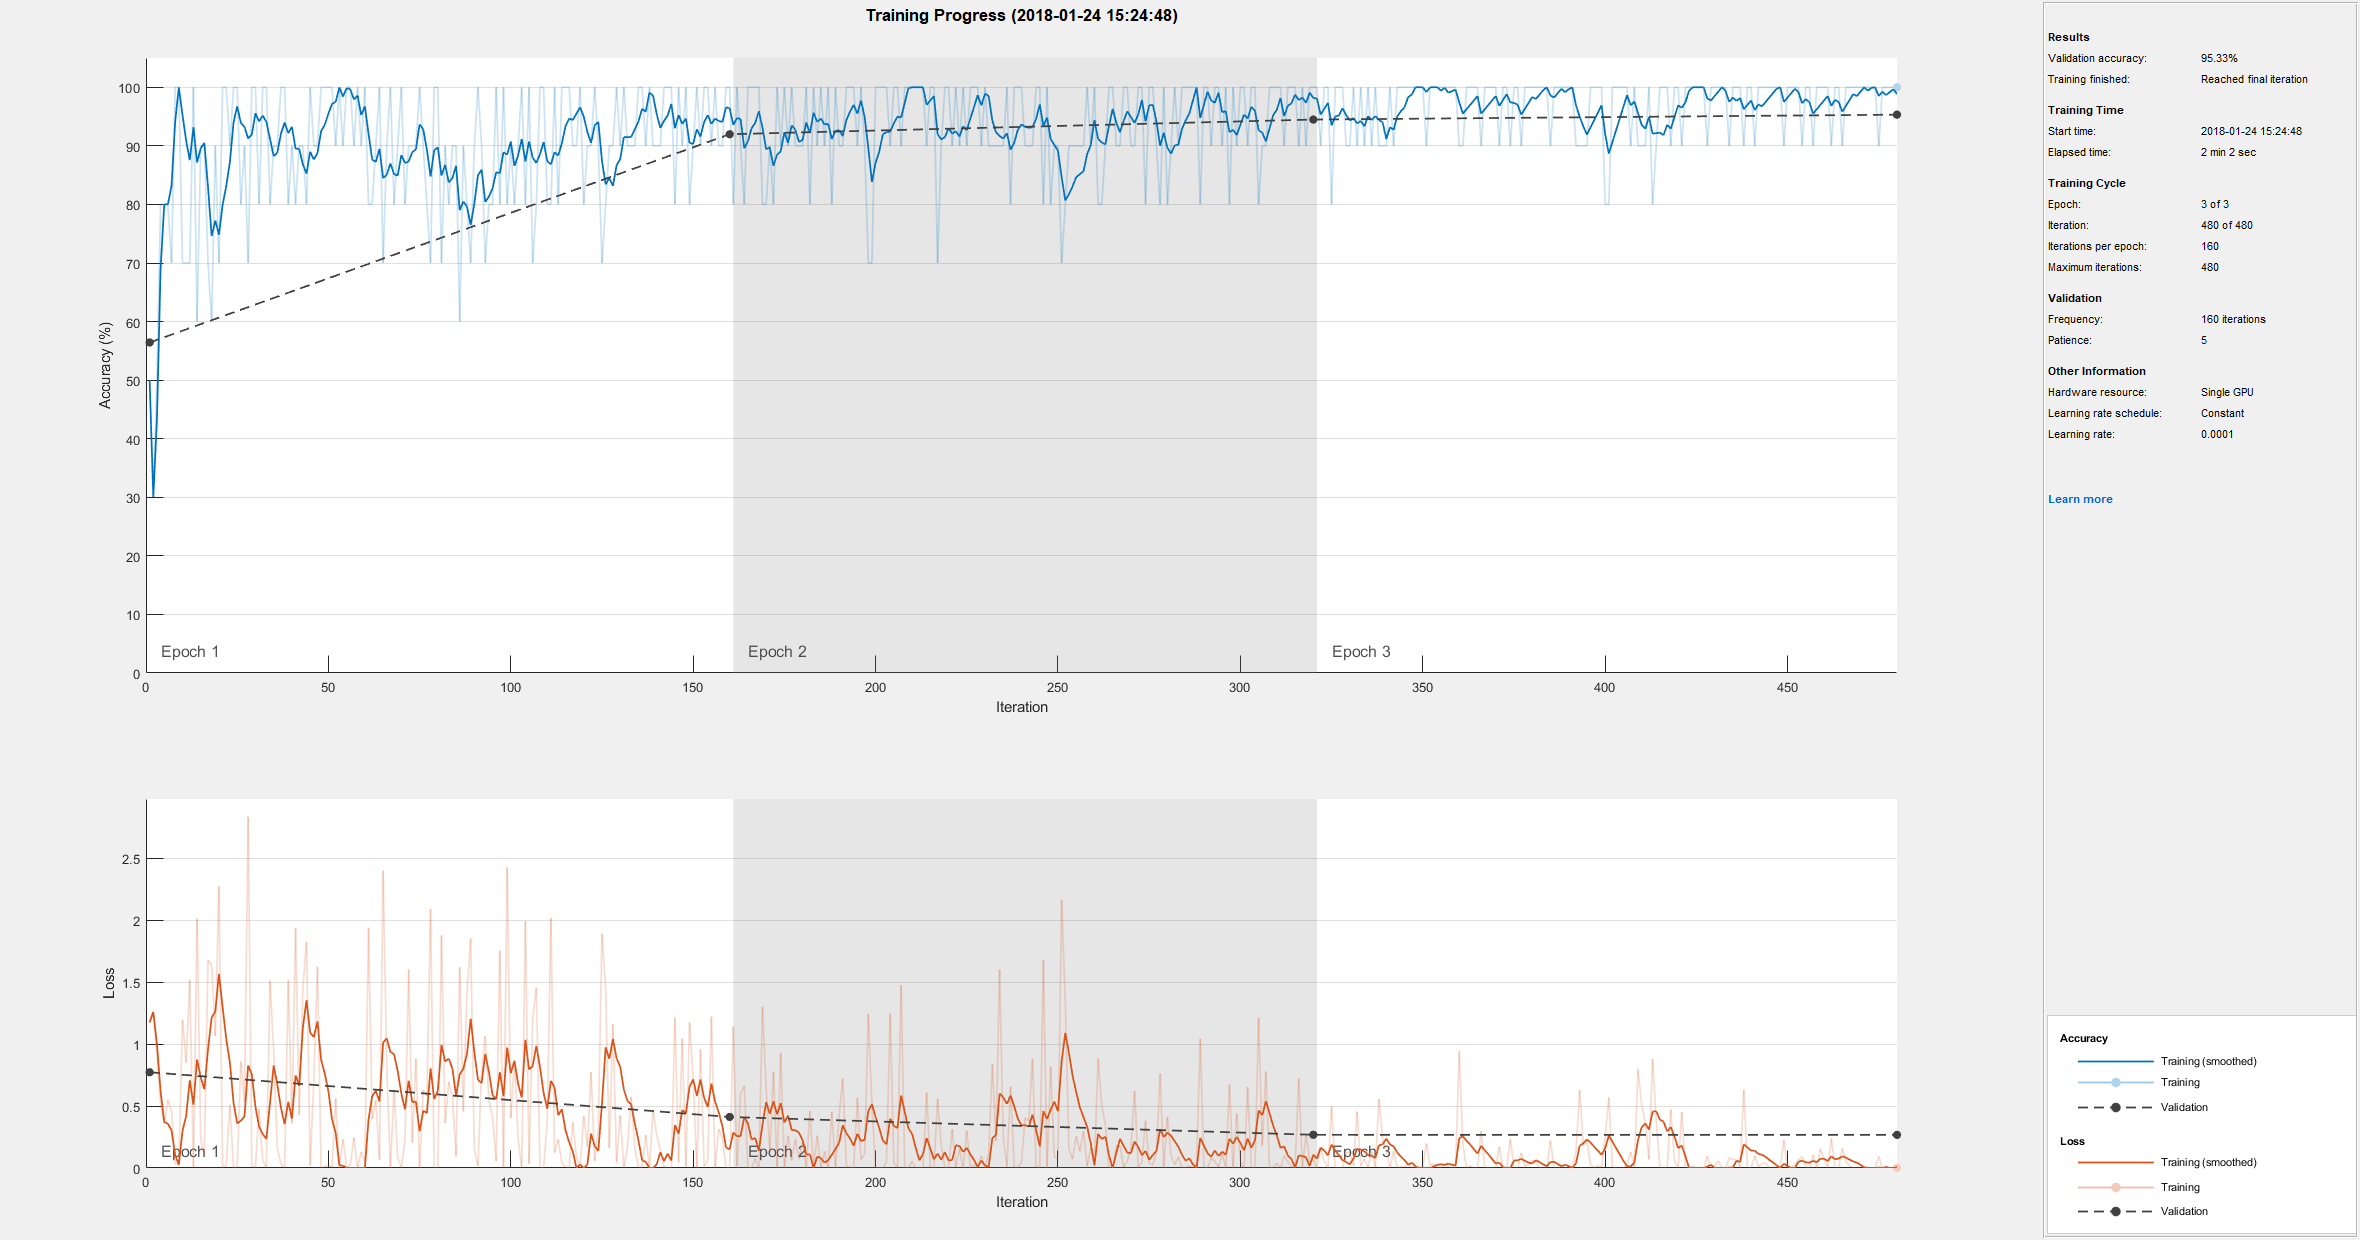 Training Progress (2018-01-24 15:24:48)
100
90
80
70
60
50
40
30
20
10
0
Accuracy (%)
Epoch 1
Epoch 2
Epoch 3
0 50 100 150 200 250 300 350 400 450
Iteration
2.5
2
1.5
1
0.5
0
Loss
Epoch 1
Epoch 2
Epoch 3
0 50 100 150 200 250 300 350 400 450
Iteration
Results
Validation accuracy: 95.33%
Training finished: Reached final iteration
Training Time
Start time: 2018-01-24 15:24:48
Elapsed time: 2 min 2 sec
Training Cycle
Epoch: 3 of 3
Iteration: 480 of 480
Iterations per epoch: 160
Maximum iterations: 480
Validation
Frequency: 160 iterations
Patience: 5
Other Information
Hardware resource: Single GPU
Learning rate schedule: Constant
Learning rate: 0.0001
Learn more
Accuracy
Training (smoothed)
Training
Validation
Loss
Training (smoothed)
Training
Validation